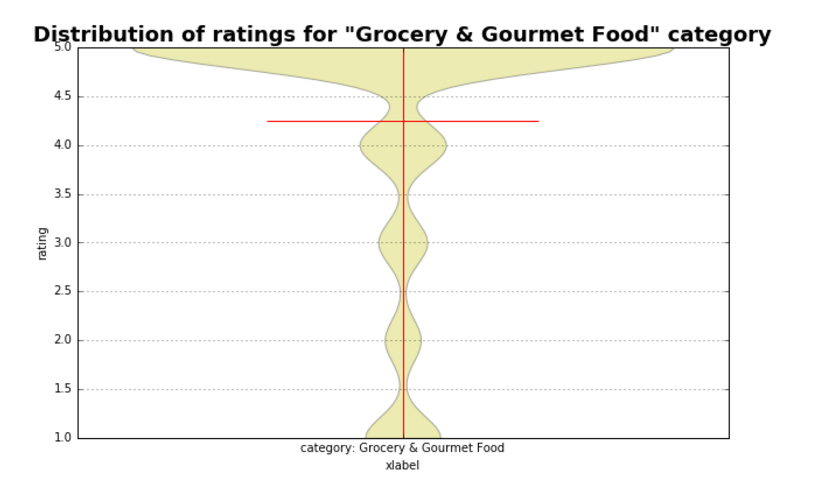 Distribution of ratings for "Grocery & Gourmet Food" category
5.0
4.5
4.0
3.5
3.0
2.5
2.0
1.5
1.0
rating
category: Grocery & Gourmet Food
xlabel